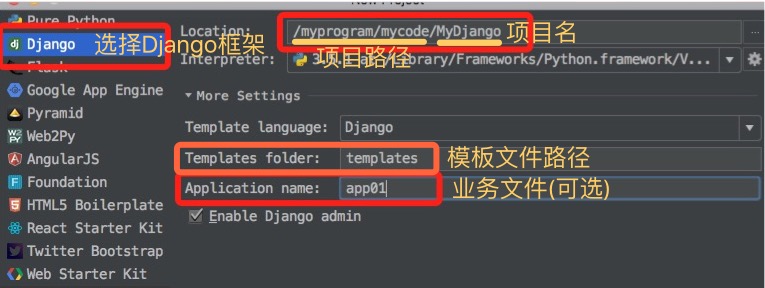 New Project
Pure Python
Django
选择Django框架
Flask
Google App Engine
Pyramid
Web2Py
AngularJS
Foundation
HTML5 Boilerplate
React Starter Kit
Twitter Bootstrap
Web Starter Kit
Location: /myprogram/mycode/MyDjango 项目名
项目路径
Interpreter: /Library/Frameworks/Python.framework/V...
More Settings
Template language: Django
Templates folder: templates 模板文件路径
Application name: app01 业务文件(可选)
Enable Django admin